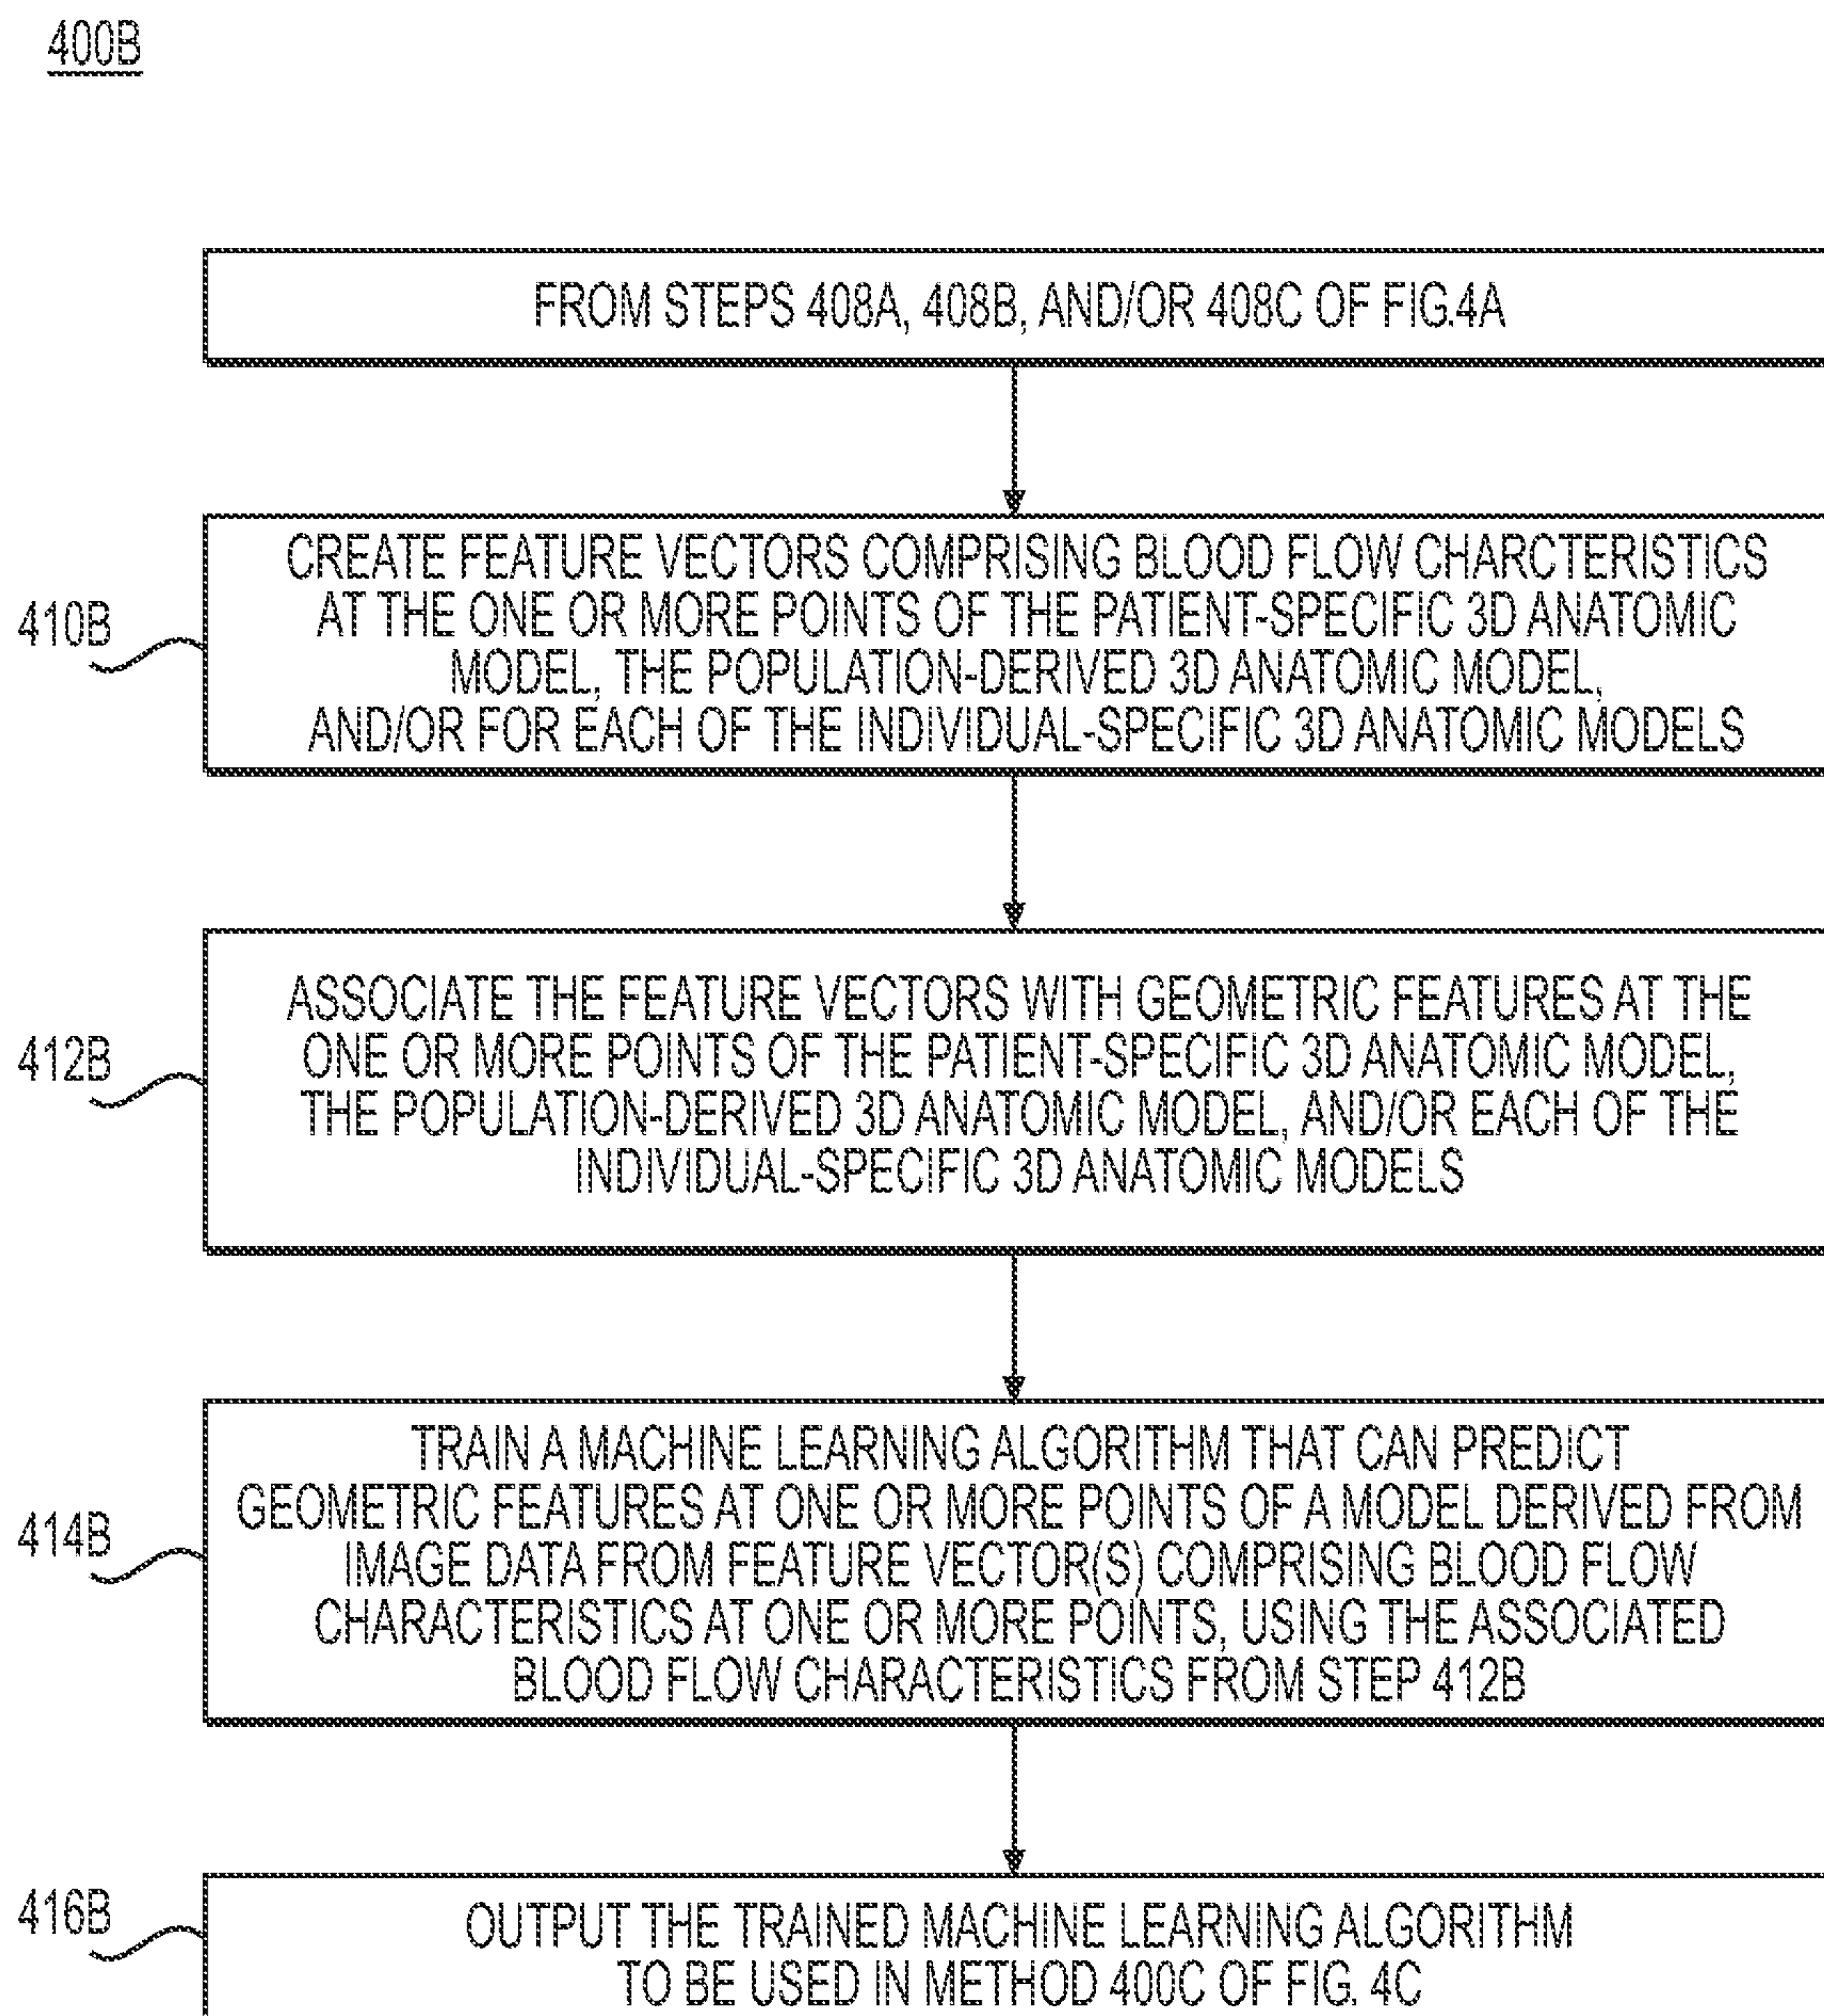 400B
FROM STEPS 408A, 408B, AND/OR 408C OF FIG.4A
410B
CREATE FEATURE VECTORS COMPRISING BLOOD FLOW CHARCTERISTICS
AT THE ONE OR MORE POINTS OF THE PATIENT-SPECIFIC 3D ANATOMIC
MODEL, THE POPULATION-DERIVED 3D ANATOMIC MODEL,
AND/OR FOR EACH OF THE INDIVIDUAL-SPECIFIC 3D ANATOMIC MODELS
412B
ASSOCIATE THE FEATURE VECTORS WITH GEOMETRIC FEATURES AT THE
ONE OR MORE POINTS OF THE PATIENT-SPECIFIC 3D ANATOMIC MODEL,
THE POPULATION-DERIVED 3D ANATOMIC MODEL, AND/OR EACH OF THE
INDIVIDUAL-SPECIFIC 3D ANATOMIC MODELS
414B
TRAIN A MACHINE LEARNING ALGORITHM THAT CAN PREDICT
GEOMETRIC FEATURES AT ONE OR MORE POINTS OF A MODEL DERIVED FROM
IMAGE DATA FROM FEATURE VECTOR(S) COMPRISING BLOOD FLOW
CHARACTERISTICS AT ONE OR MORE POINTS, USING THE ASSOCIATED
BLOOD FLOW CHARACTERISTICS FROM STEP 412B
416B
OUTPUT THE TRAINED MACHINE LEARNING ALGORITHM
TO BE USED IN METHOD 400C OF FIG. 4C